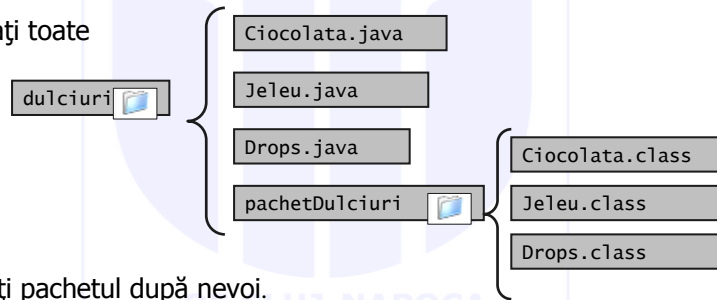 aţi toate
Ciocolata.java
dulciuri
Jeleu.java
Drops.java
Ciocolata.class
pachetDulciuri
Jeleu.class
Drops.class
ţi pachetul după nevoi.